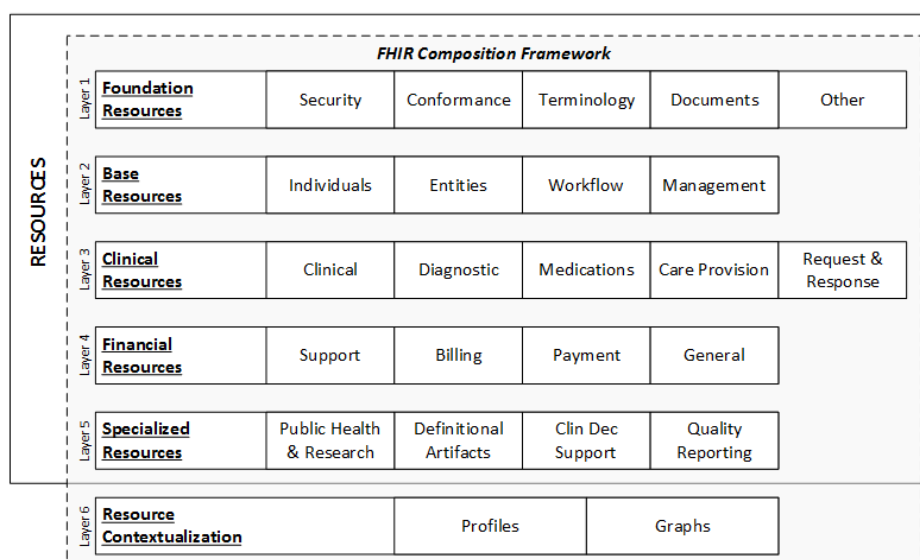 FHIR Composition Framework
RESOURCES
Layer 1
Foundation
Resources
Security
Conformance
Terminology
Documents
Other
Layer 2
Base
Resources
Individuals
Entities
Workflow
Management
Layer 3
Clinical
Resources
Clinical
Diagnostic
Medications
Care Provision
Request &
Response
Layer 4
Financial
Resources
Support
Billing
Payment
General
Layer 5
Specialized
Resources
Public Health
& Research
Definitional
Artifacts
Clin Dec
Support
Quality
Reporting
Layer 6
Resource
Contextualization
Profiles
Graphs